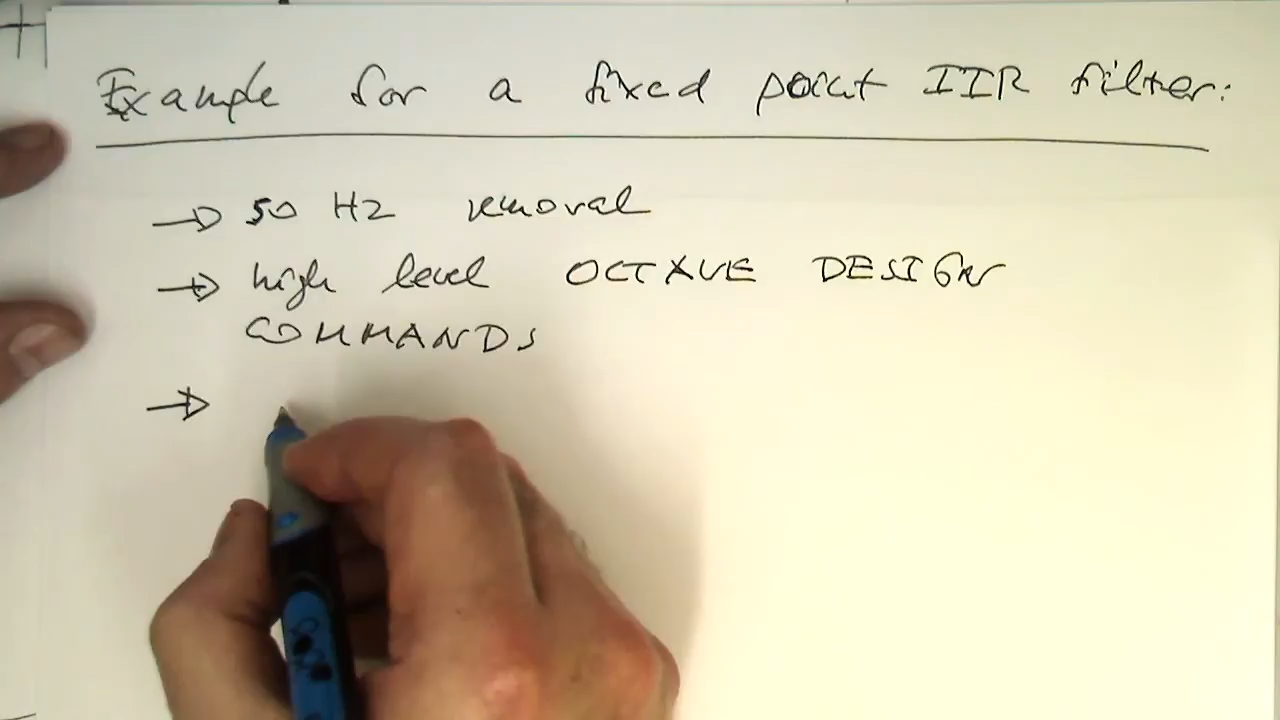 Example for a fixed point IIR filter:
→ 50 Hz removal
→ high level OCTAVE DESIGN
COMMANDS
→